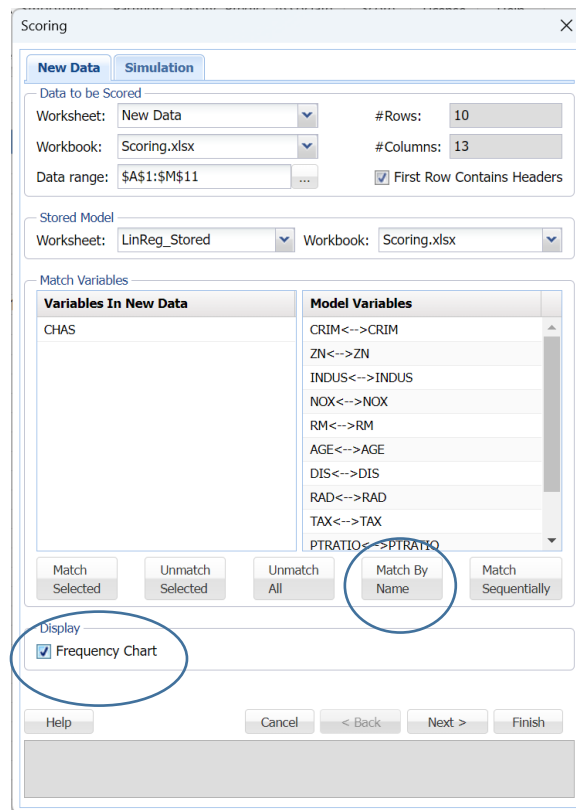 Scoring
New Data Simulation
Data to be Scored
Worksheet: New Data #Rows: 10
Workbook: Scoring.xlsx #Columns: 13
Data range: $A$1:$M$11 ... First Row Contains Headers
Stored Model
Worksheet: LinReg_Stored Workbook: Scoring.xlsx
Match Variables
Variables In New Data Model Variables
CHAS CRIM<-->CRIM
ZN<-->ZN
INDUS<-->INDUS
NOX<-->NOX
RM<-->RM
AGE<-->AGE
DIS<-->DIS
RAD<-->RAD
TAX<-->TAX
PTRATIO<-->PTRATIO
Match Unmatch Unmatch Match By Match
Selected Selected All Name Sequentially
Display
Frequency Chart
Help Cancel < Back Next > Finish